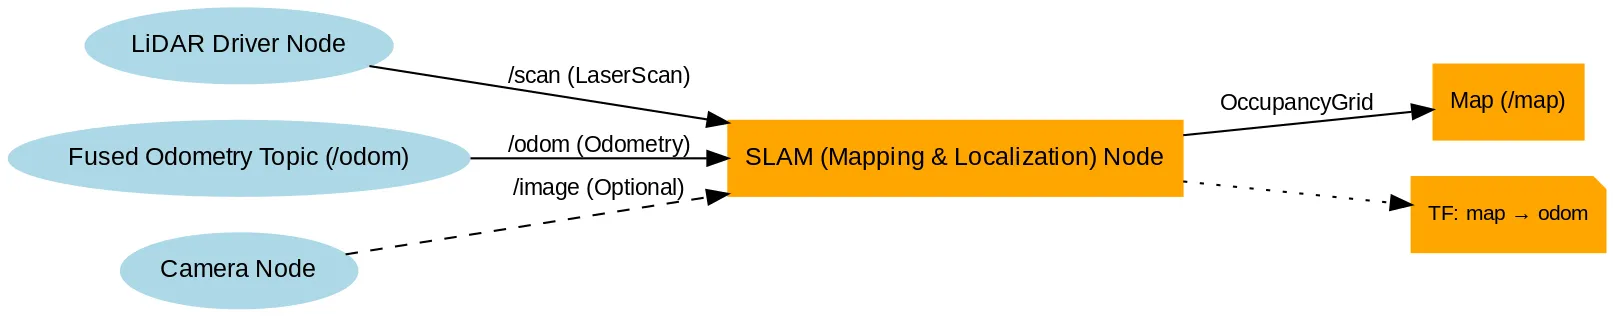 LiDAR Driver Node
/scan (LaserScan)
Fused Odometry Topic (/odom)
/odom (Odometry)
/image (Optional)
Camera Node
SLAM (Mapping & Localization) Node
OccupancyGrid
Map (/map)
TF: map → odom